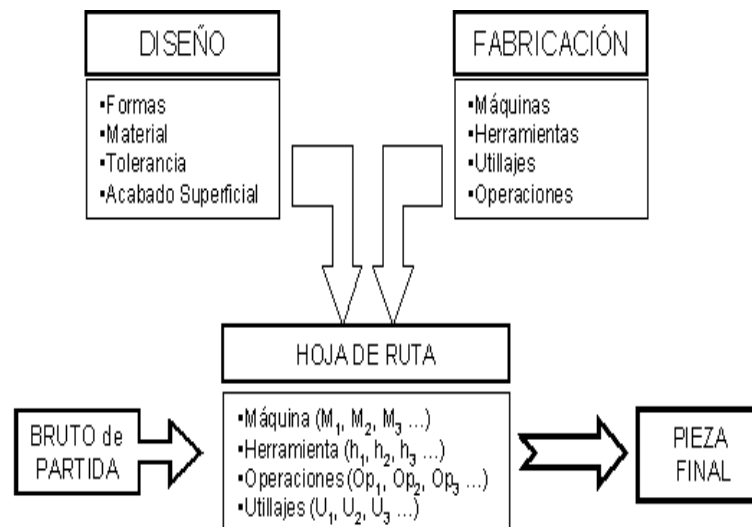 DISEÑO
▪Formas
▪Material
▪Tolerancia
▪Acabado Superficial
FABRICACIÓN
▪Máquinas
▪Herramientas
▪Utillajes
▪Operaciones
HOJA DE RUTA
▪Máquina (M₁, M₂, M₃ ...)
▪Herramienta (h₁, h₂, h₃ ...)
▪Operaciones (Op₁, Op₂, Op₃ ...)
▪Utillajes (U₁, U₂, U₃ ...)
BRUTO de
PARTIDA
PIEZA
FINAL